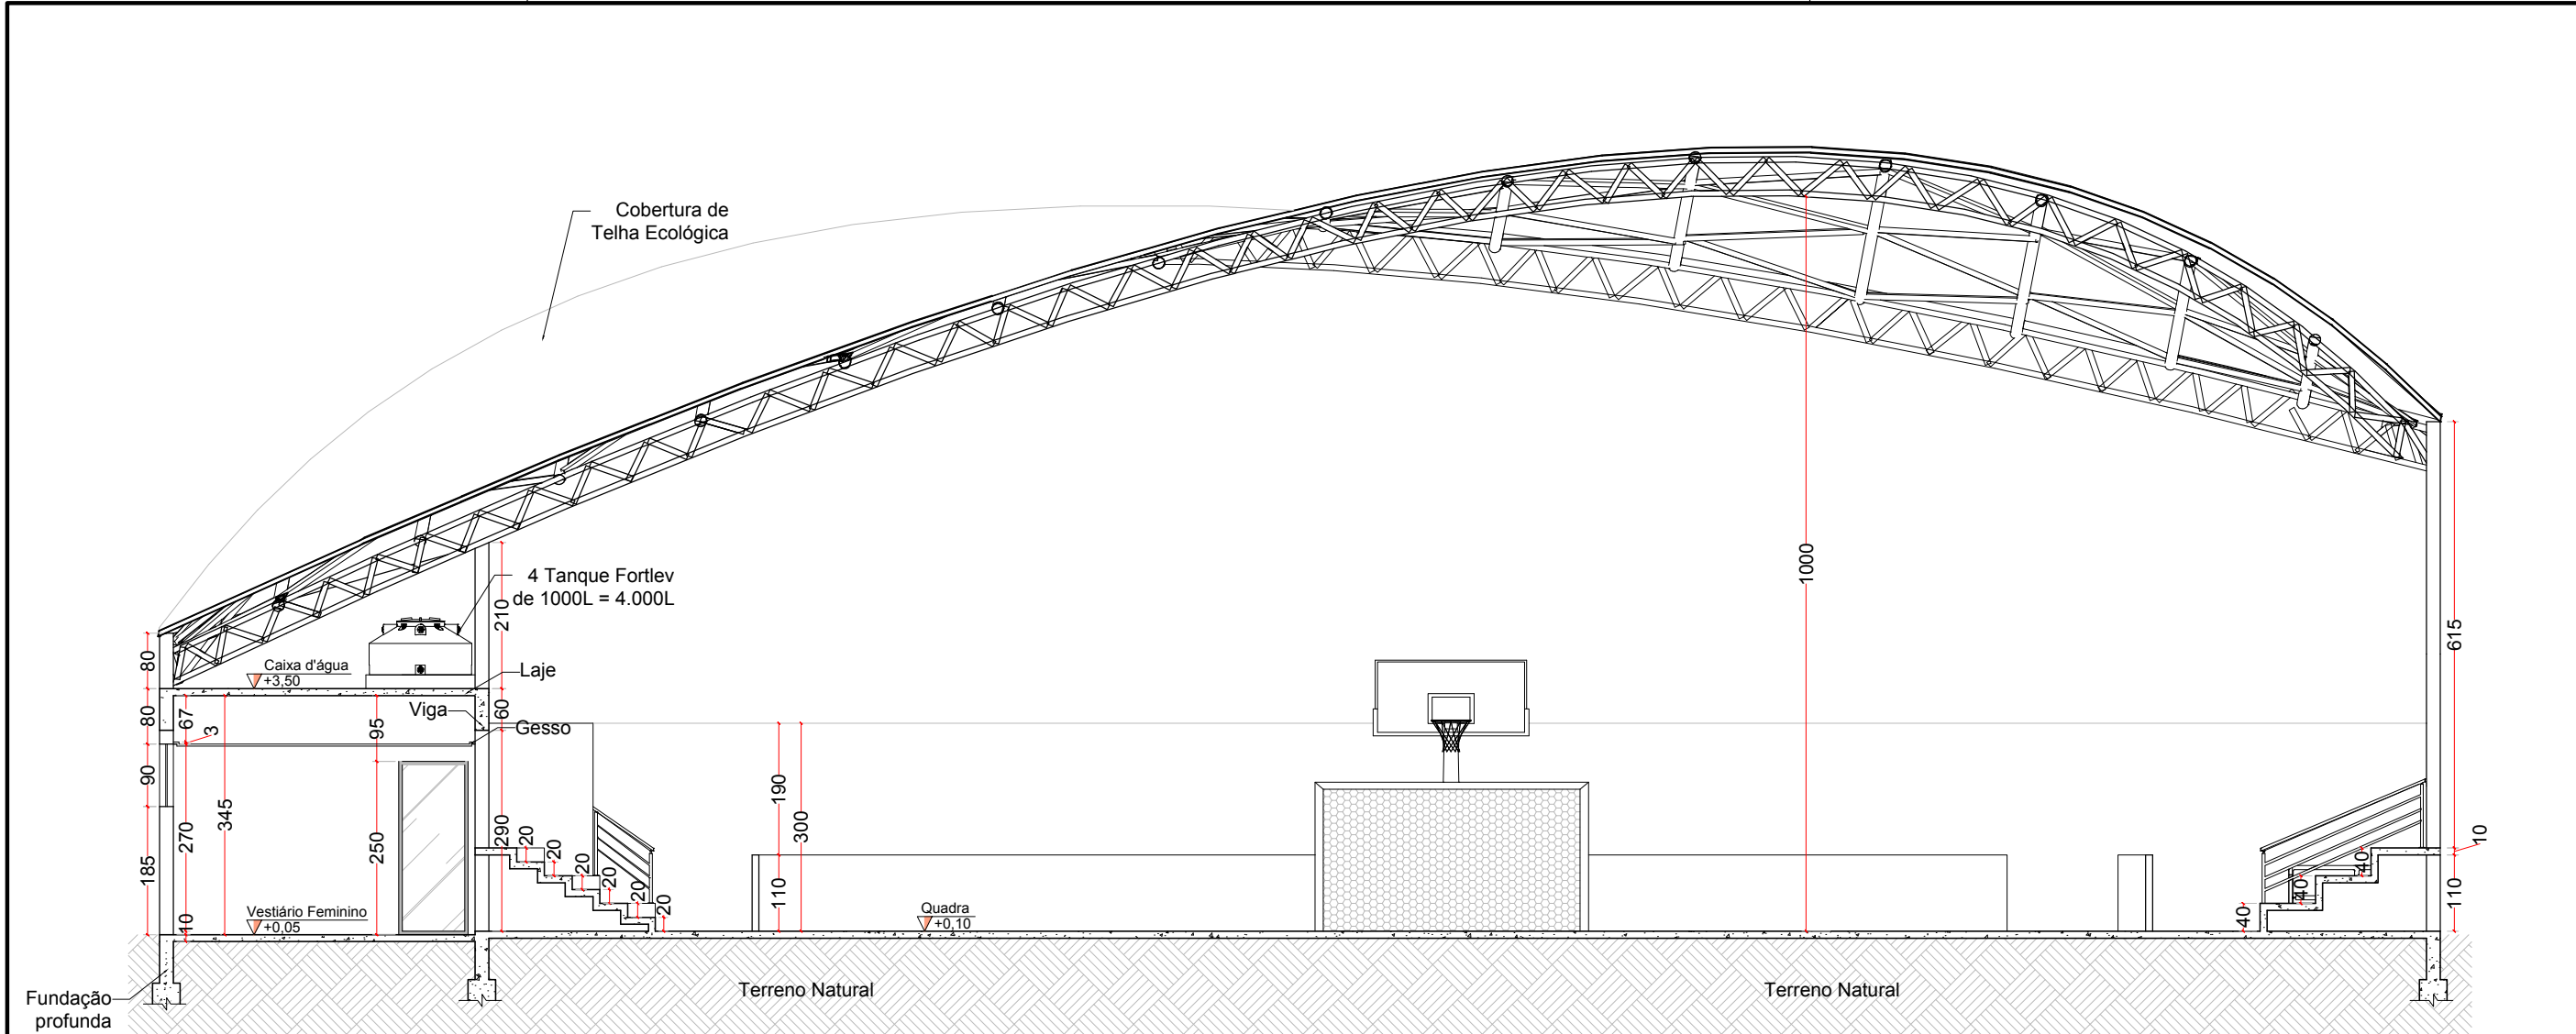 Cobertura de
Telha Ecológica
4 Tanque Fortlev
de 1000L = 4.000L
210
1000
615
80
Caixa d'água
+3,50
Laje
80
67
3
95
Viga
60
Gesso
90
190
300
345
270
250
290
20
20
20
20
20
20
185
110
10
Vestiário Feminino
+0,05
Quadra
+0,10
40
40
40
10
110
Terreno Natural
Terreno Natural
Fundação
profunda